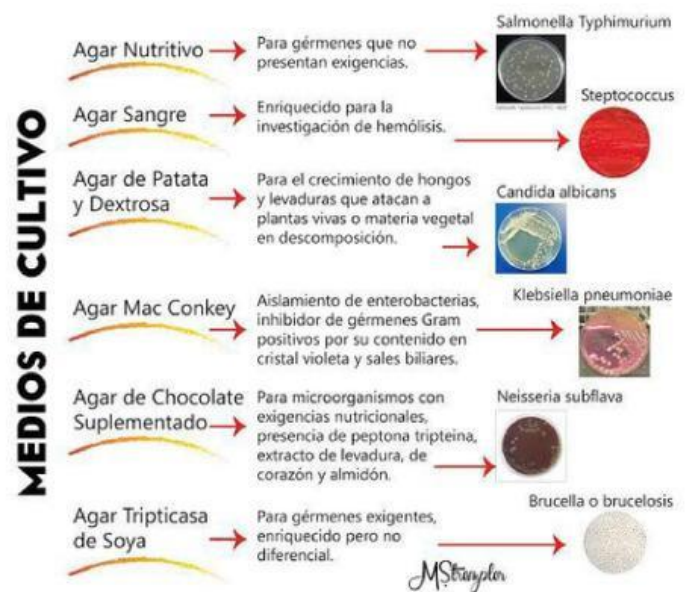 MEDIOS DE CULTIVO
Agar Nutritivo
Para gérmenes que no
presentan exigencias.
Salmonella Typhimurium
Agar Sangre
Enriquecido para la
investigación de hemólisis.
Steptococcus
Agar de Patata
y Dextrosa
Para el crecimiento de hongos
y levaduras que atacan a
plantas vivas o materia vegetal
en descomposición.
Candida albicans
Agar Mac Conkey
Aislamiento de enterobacterias,
inhibidor de gérmenes Gram
positivos por su contenido en
cristal violeta y sales biliares.
Klebsiella pneumoniae
Agar de Chocolate
Suplementado
Para microorganismos con
exigencias nutricionales,
presencia de peptona tripteina,
extracto de levadura, de
corazón y almidón.
Neisseria subflava
Agar Tripticasa
de Soya
Para gérmenes exigentes,
enriquecido pero no
diferencial.
Brucella o brucelosis